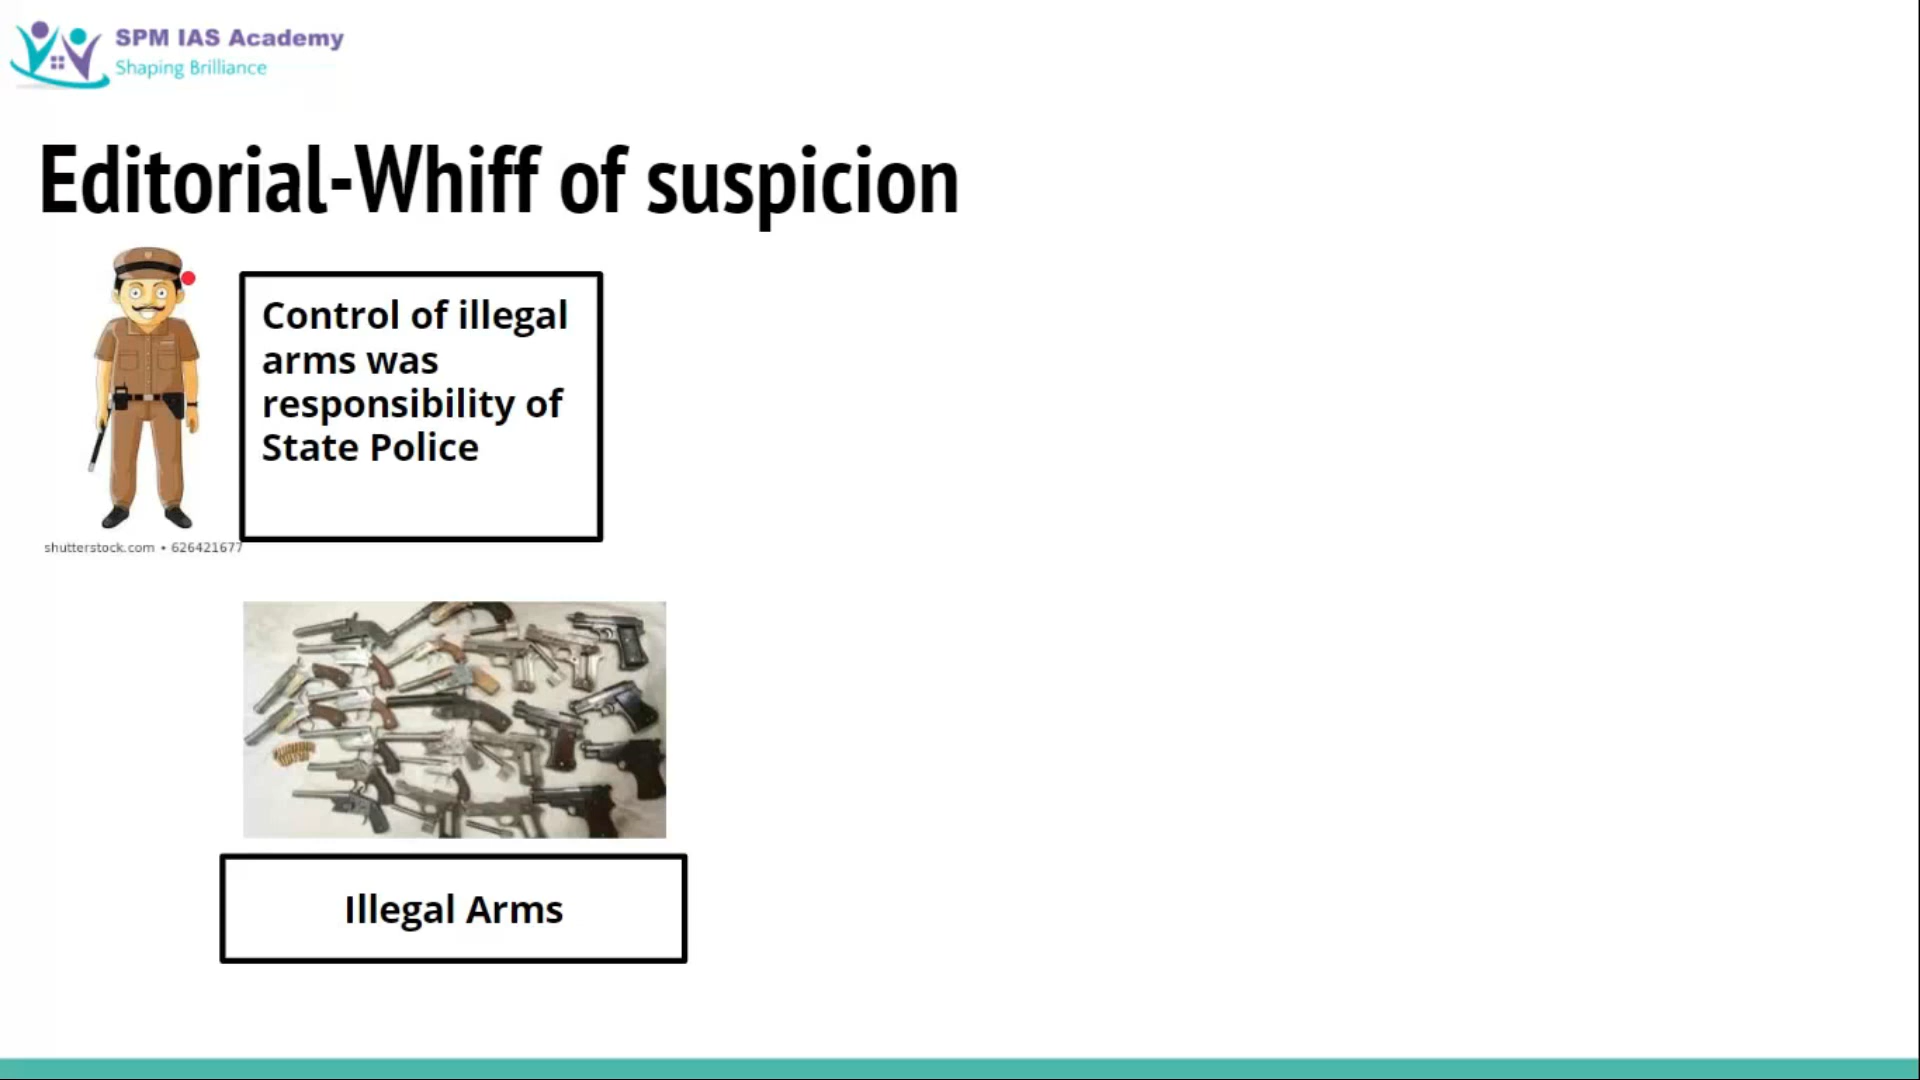 SPM IAS Academy
Shaping Brilliance
Editorial-Whiff of suspicion
Control of illegal
arms was
responsibility of
State Police
shutterstock.com • 626421677
Illegal Arms